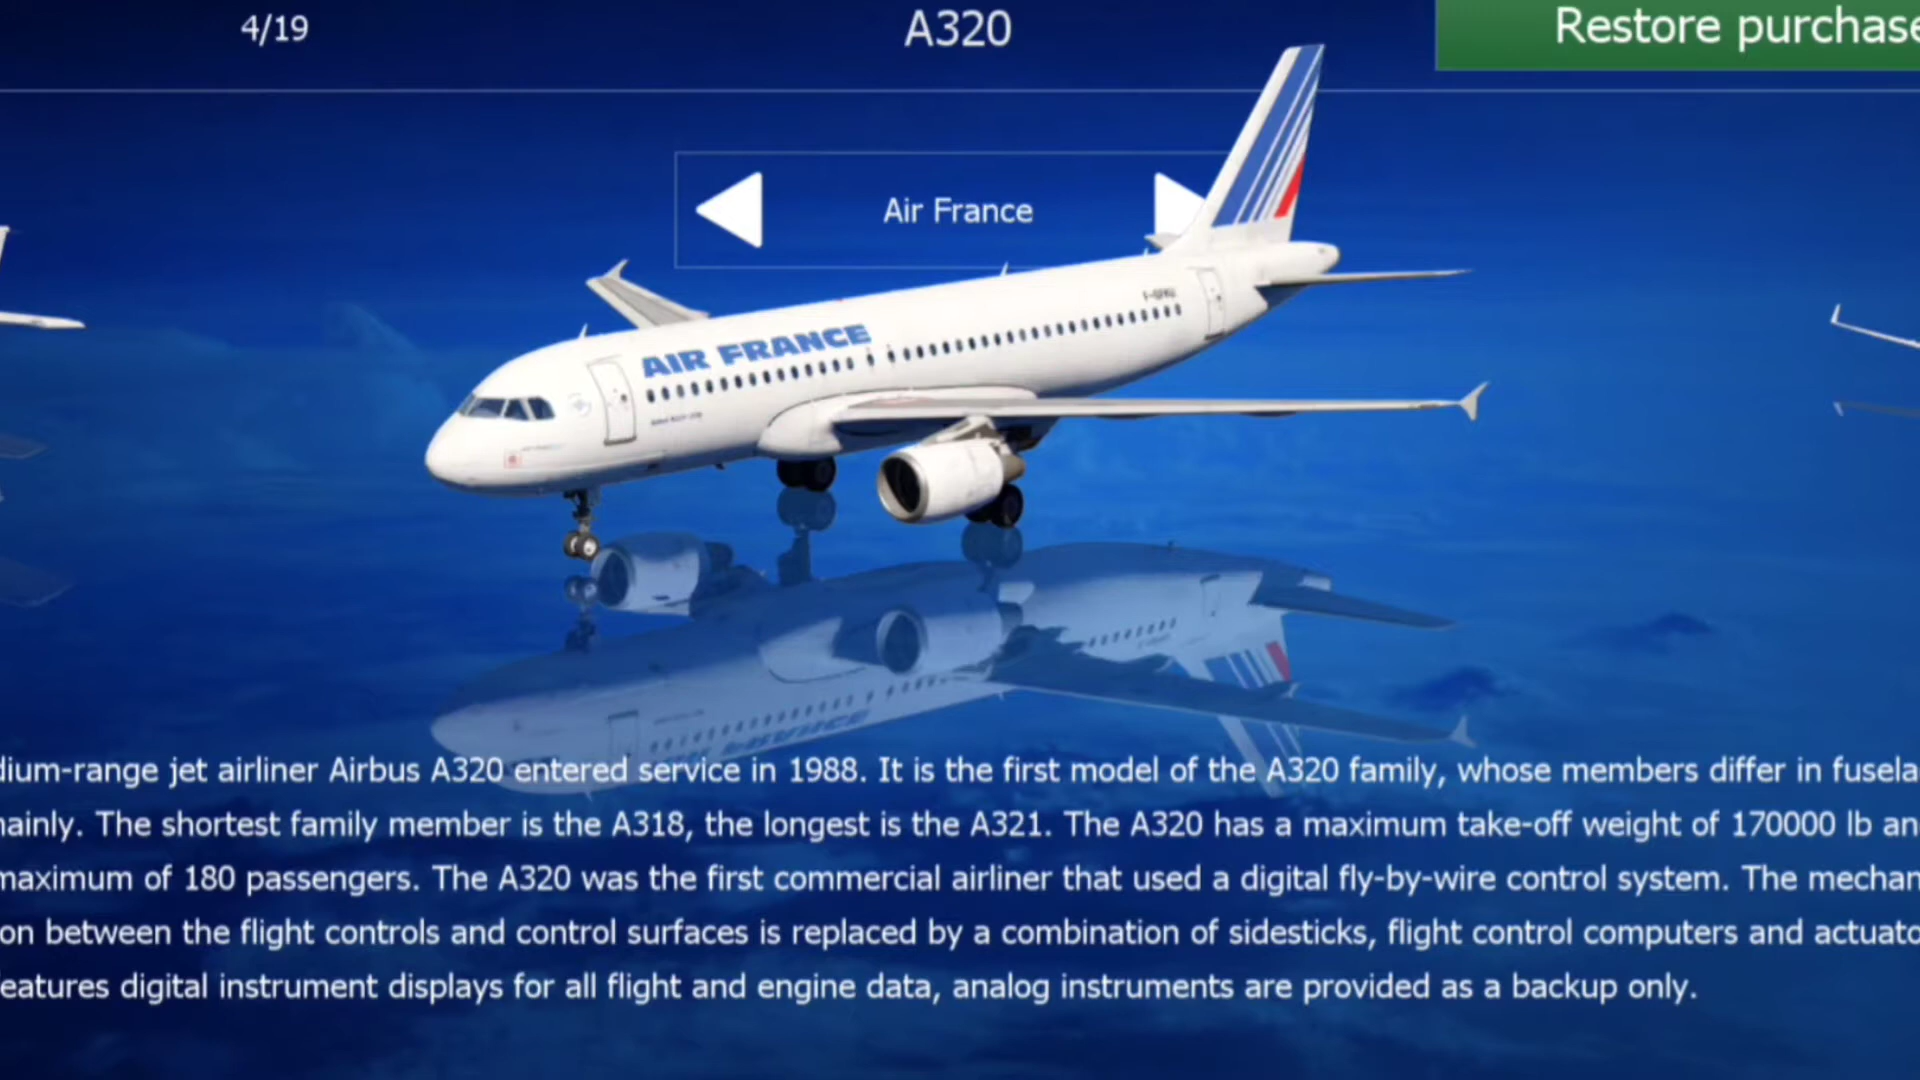 4/19
A320
Restore purchase
Air France
AIR FRANCE
dium-range jet airliner Airbus A320 entered service in 1988. It is the first model of the A320 family, whose members differ in fusela
mainly. The shortest family member is the A318, the longest is the A321. The A320 has a maximum take-off weight of 170000 lb an
maximum of 180 passengers. The A320 was the first commercial airliner that used a digital fly-by-wire control system. The mechan
on between the flight controls and control surfaces is replaced by a combination of sidesticks, flight control computers and actuato
eatures digital instrument displays for all flight and engine data, analog instruments are provided as a backup only.